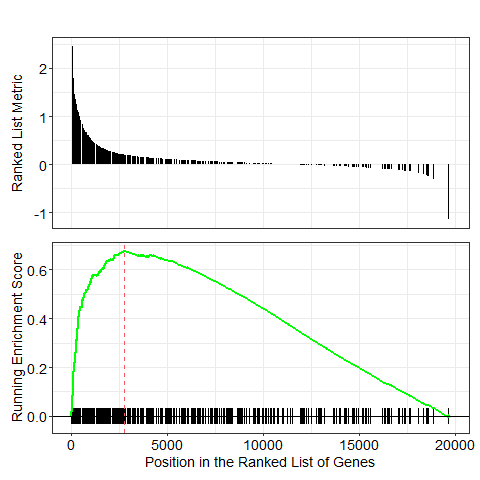 Ranked List Metric
2
1
0
-1
Running Enrichment Score
0.6
0.4
0.2
0.0
0 5000 10000 15000 20000
Position in the Ranked List of Genes